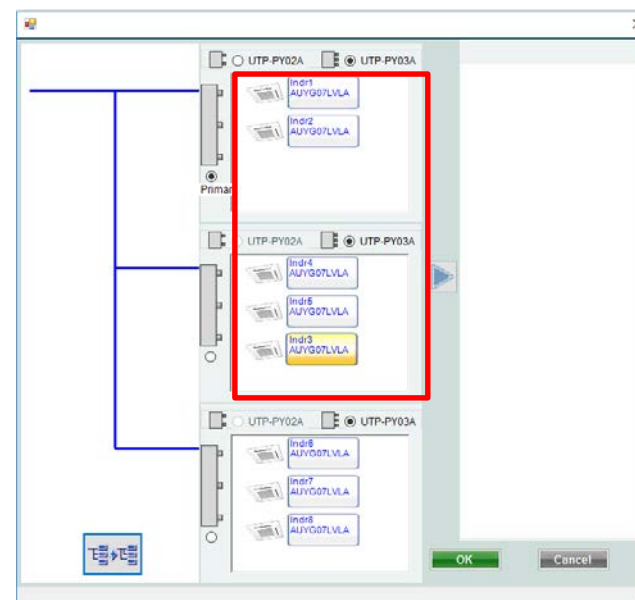 UTP-PY02A UTP-PY03A
Indr1
AUYG07LVLA
Indr2
AUYG07LVLA
Primar
UTP-PY02A UTP-PY03A
Indr4
AUYG07LVLA
Indr5
AUYG07LVLA
Indr3
AUYG07LVLA
UTP-PY02A UTP-PY03A
Indr6
AUYG07LVLA
Indr7
AUYG07LVLA
Indr8
AUYG07LVLA
OK Cancel